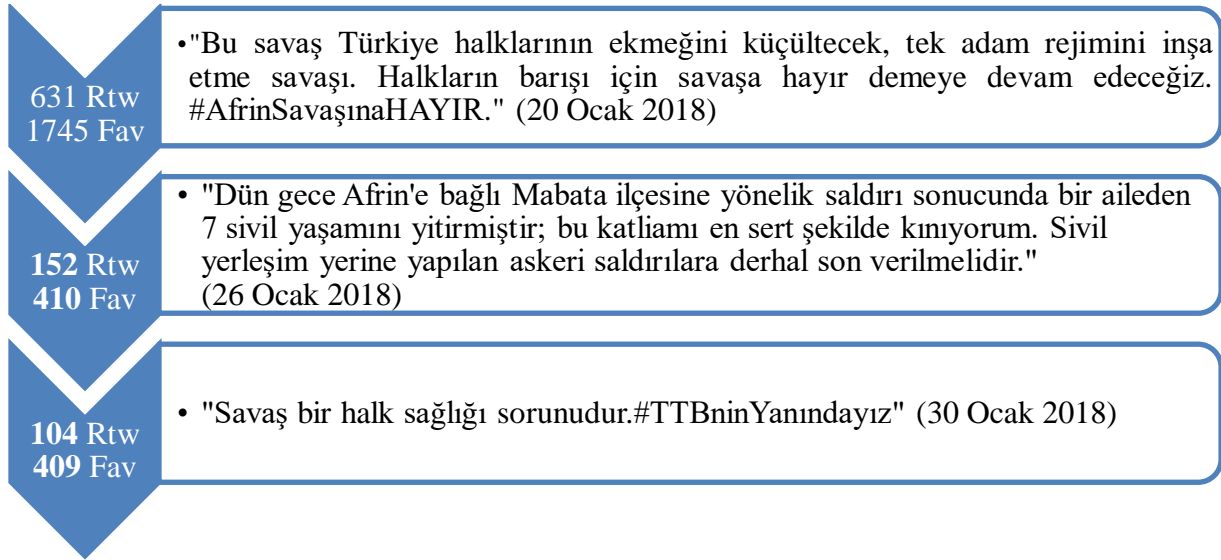 631 Rtw
1745 Fav
•"Bu savaş Türkiye halklarının ekmeğini küçültecek, tek adam rejimini inşa
etme savaşı. Halkların barışı için savaşa hayır demeye devam edeceğiz.
#AfrinSavaşınaHAYIR." (20 Ocak 2018)
152 Rtw
410 Fav
• "Dün gece Afrin'e bağlı Mabata ilçesine yönelik saldırı sonucunda bir aileden
7 sivil yaşamını yitirmiştir; bu katliamı en sert şekilde kınıyorum. Sivil
yerleşim yerine yapılan askeri saldırılara derhal son verilmelidir."
(26 Ocak 2018)
104 Rtw
409 Fav
• "Savaş bir halk sağlığı sorunudur.#TTBninYanındayız" (30 Ocak 2018)